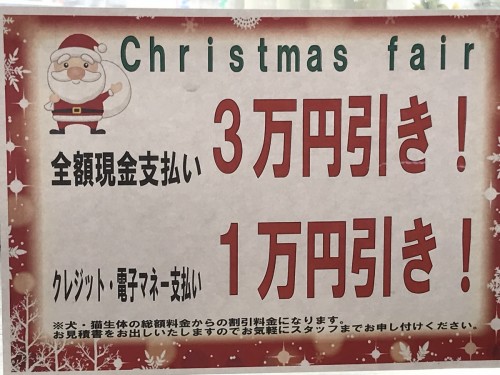 Christmas fair
全額現金支払い 3万円引き!
クレジット・電子マネー支払い 1万円引き!
※犬・猫生体の総額料金からの割引料金になります。
お見積書をお出しいたしますのでお気軽にスタッフまでお申し付けください。